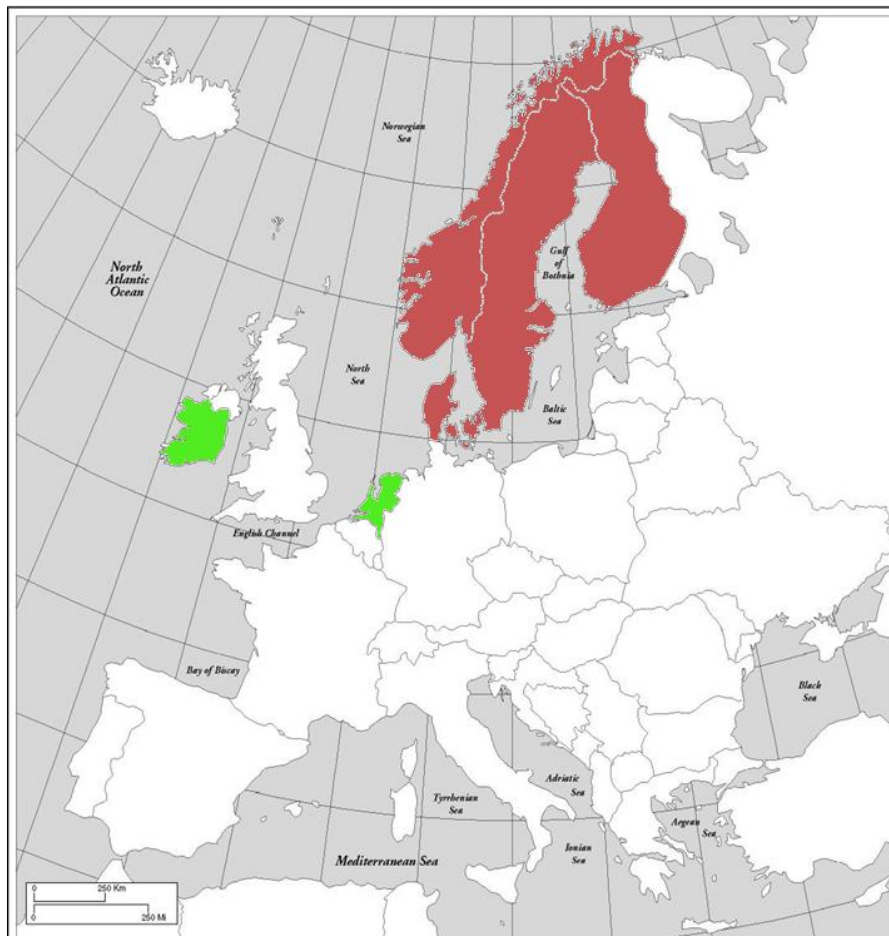 Norwegian
Sea
North
Atlantic
Ocean
Gulf
of
Bothnia
North
Sea
Baltic
Sea
English Channel
Bay of Biscay
Black
Sea
Adriatic
Sea
Tyrrhenian
Sea
Aegean
Sea
Ionian
Sea
Mediterranean Sea
0 250 Km
0 250 Mi